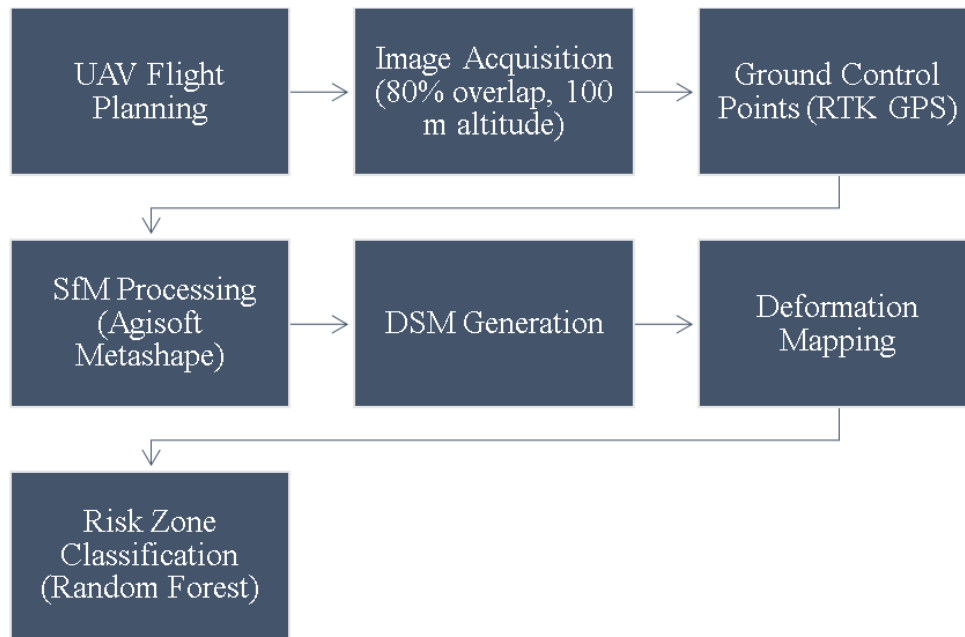 UAV Flight
Planning
Image Acquisition
(80% overlap, 100
m altitude)
Ground Control
Points (RTK GPS)
SfM Processing
(Agisoft
Metashape)
DSM Generation
Deformation
Mapping
Risk Zone
Classification
(Random Forest)